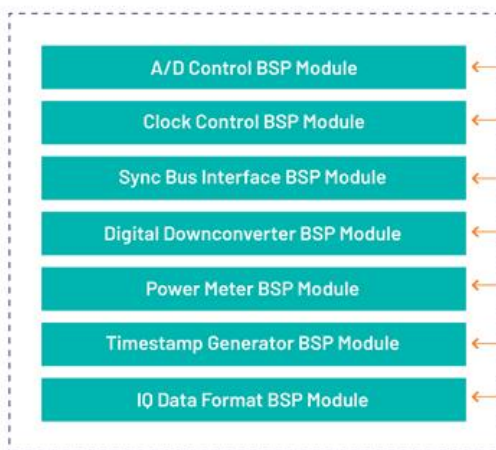 A/D Control BSP Module
Clock Control BSP Module
Sync Bus Interface BSP Module
Digital Downconverter BSP Module
Power Meter BSP Module
Timestamp Generator BSP Module
IQ Data Format BSP Module